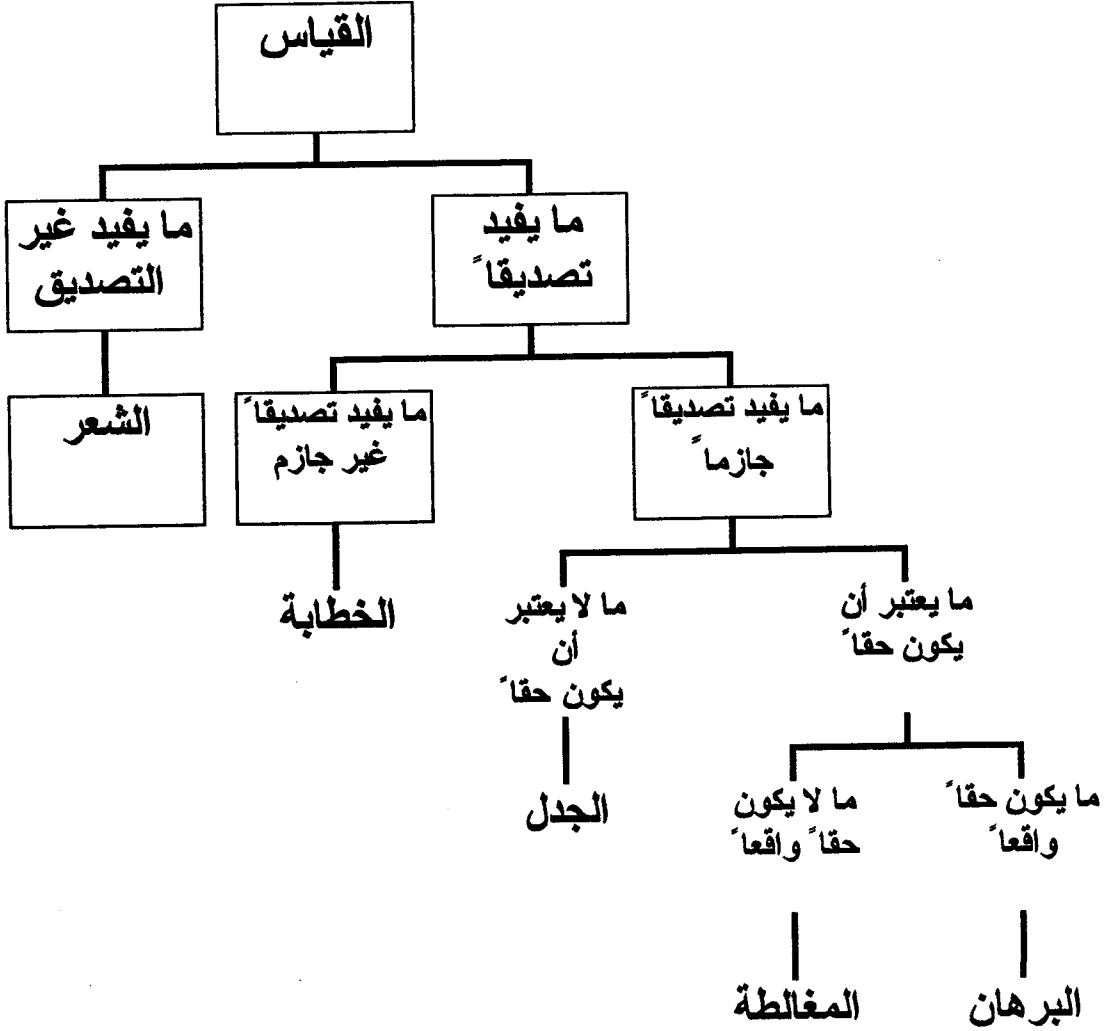 القياس
ما يفيد
تصديقاً
ما يفيد غير
التصديق
ما يفيد تصديقاً
جازماً
ما يفيد تصديقاً
غير جازم
الشعر
ما يعتبر أن
يكون حقاً
ما لا يعتبر
أن
يكون حقاً
الخطابة
ما يكون حقاً
واقعاً
ما لا يكون
حقاً واقعاً
الجدل
البرهان
المغالطة